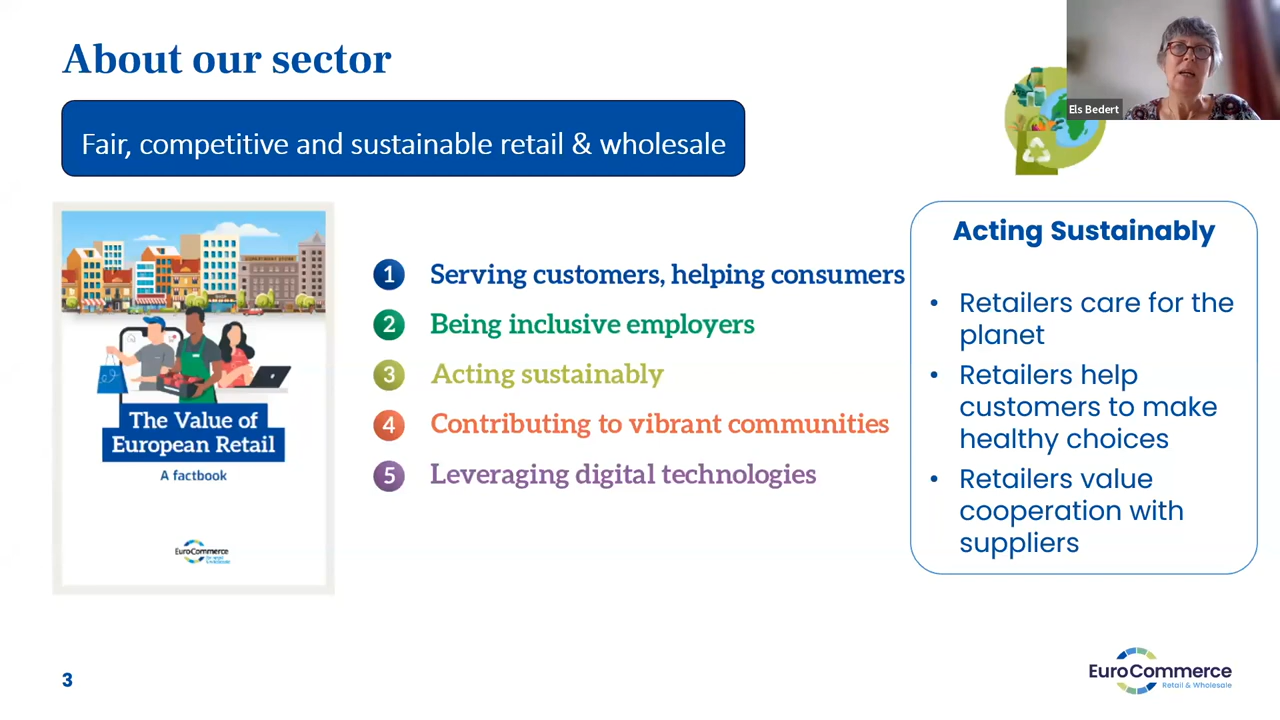 About our sector
Els Bedert
Fair, competitive and sustainable retail & wholesale
DEPARTMENT STORE
The Value of
European Retail
A factbook
EuroCommerce
1 Serving customers, helping consumers
2 Being inclusive employers
3 Acting sustainably
4 Contributing to vibrant communities
5 Leveraging digital technologies
Acting Sustainably
• Retailers care for the
planet
• Retailers help
customers to make
healthy choices
• Retailers value
cooperation with
suppliers
3
EuroCommerce
Retail & Wholesale